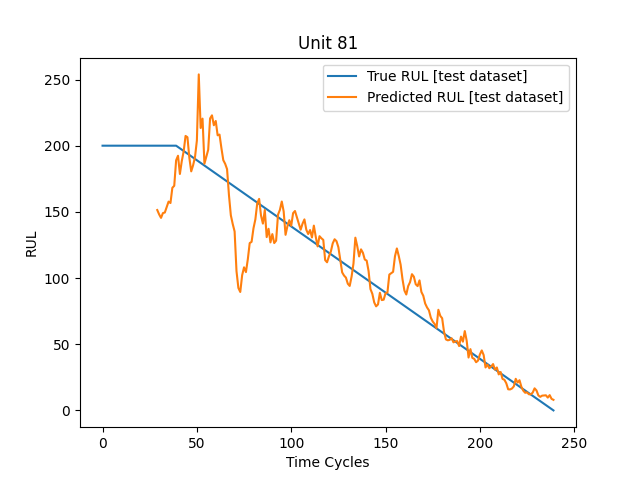 Unit 81
True RUL [test dataset]
Predicted RUL [test dataset]
RUL
250
200
150
100
50
0
0 50 100 150 200 250
Time Cycles